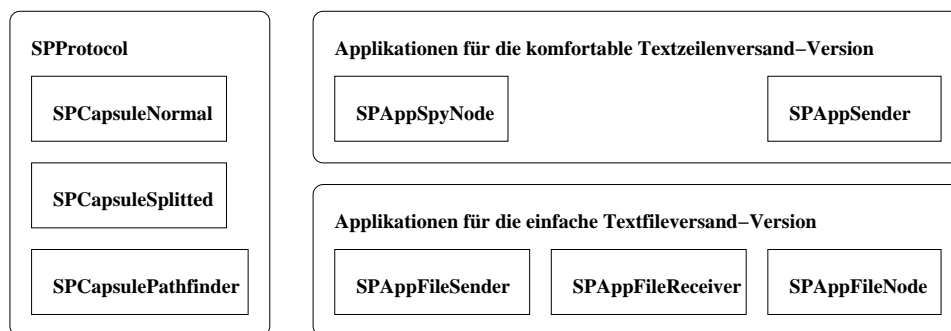 SPProtocol
SPCapsuleNormal
SPCapsuleSplitted
SPCapsulePathfinder
Applikationen für die komfortable Textzeilenversand−Version
SPAppSpyNode
SPAppSender
Applikationen für die einfache Textfileversand−Version
SPAppFileSender
SPAppFileReceiver
SPAppFileNode